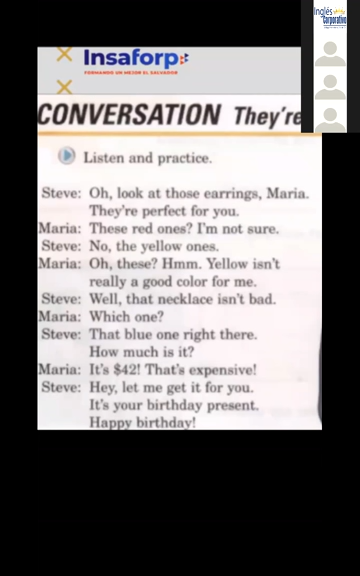 Inglés
Corporativo
Insaforp
FORMANDO UN MEJOR EL SALVADOR
CONVERSATION They're
Listen and practice.
Steve: Oh, look at those earrings, Maria.
They're perfect for you.
Maria: These red ones? I'm not sure.
Steve: No, the yellow ones.
Maria: Oh, these? Hmm. Yellow isn't
really a good color for me.
Steve: Well, that necklace isn't bad.
Maria: Which one?
Steve: That blue one right there.
How much is it?
Maria: It's $42! That's expensive!
Steve: Hey, let me get it for you.
It's your birthday present.
Happy birthday!